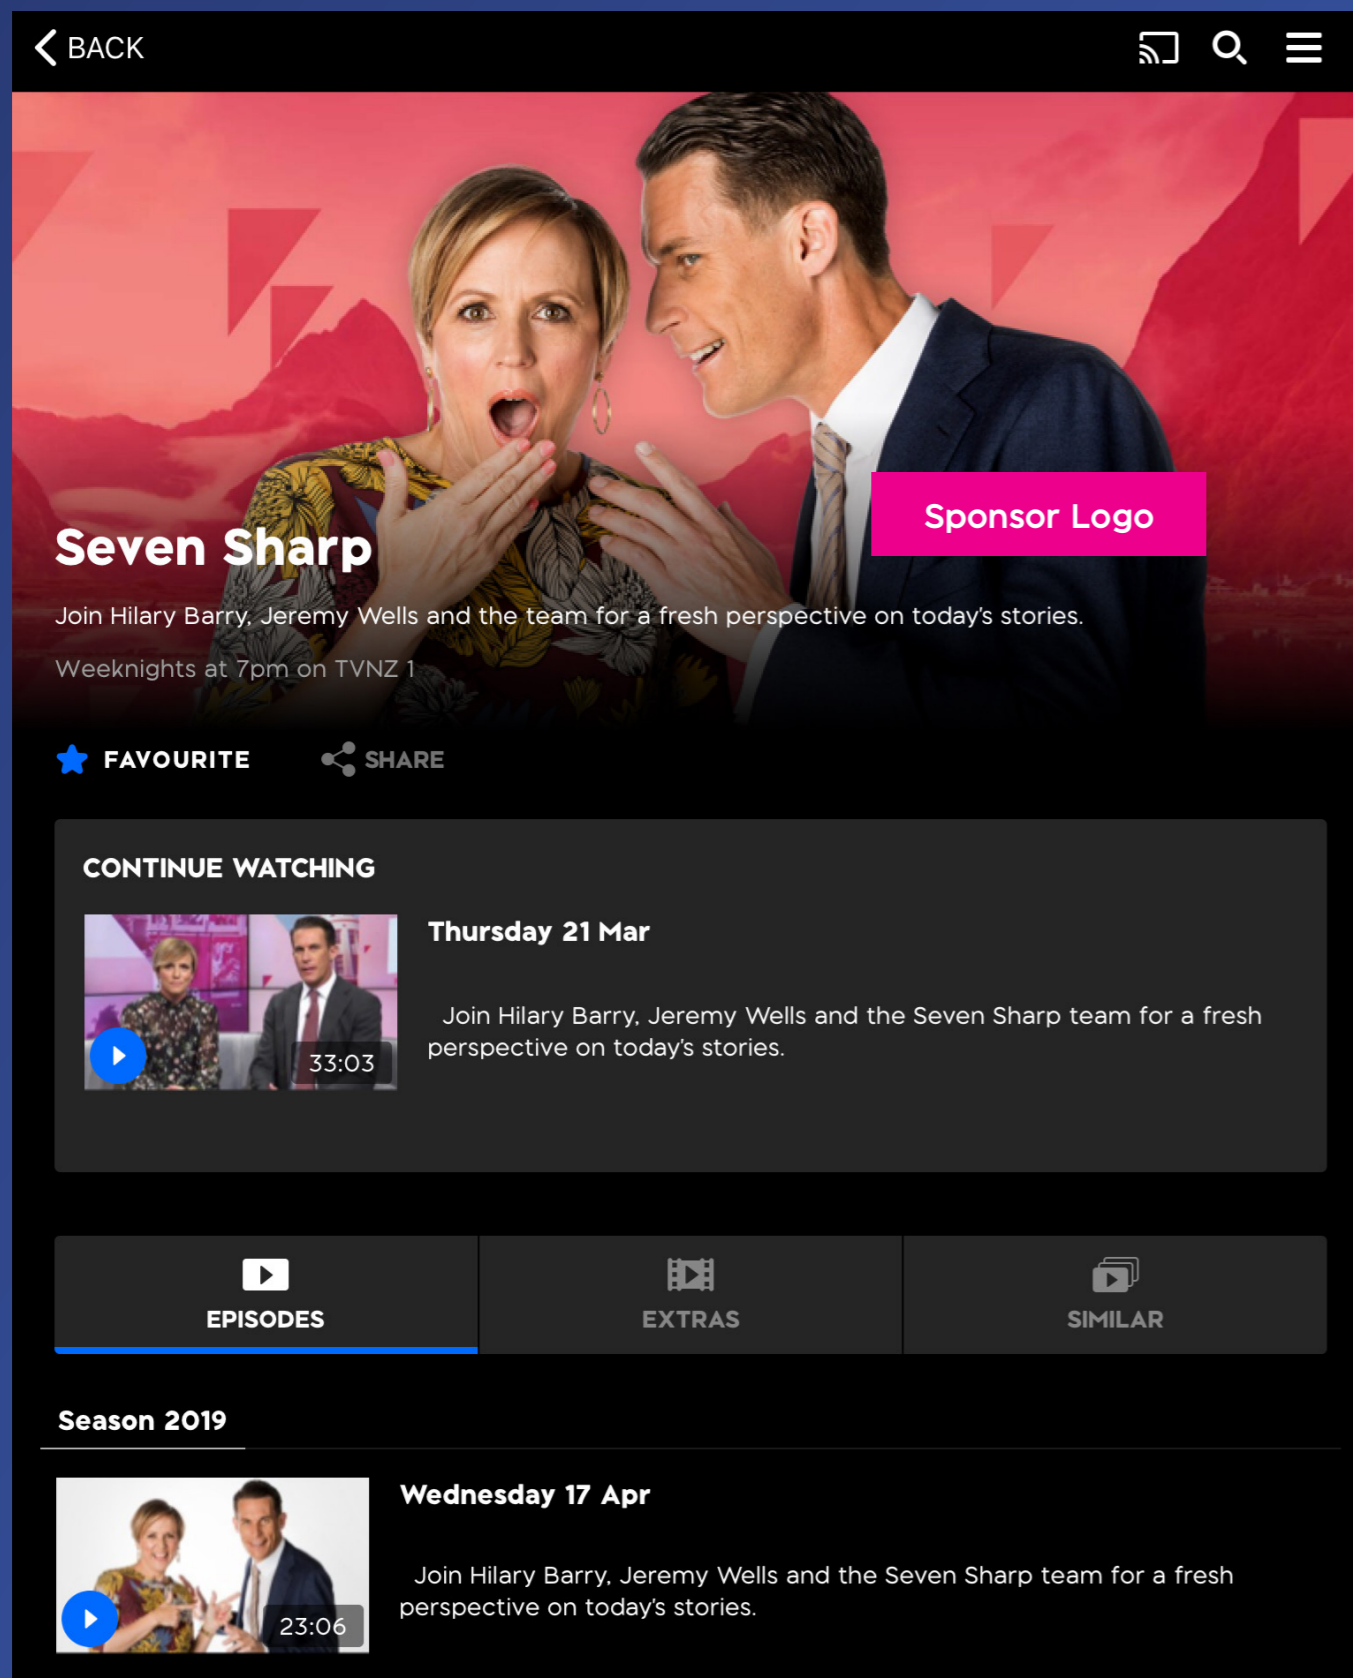 BACK
Sponsor Logo
Seven Sharp
Join Hilary Barry, Jeremy Wells and the team for a fresh perspective on today's stories.
Weeknights at 7pm on TVNZ 1
FAVOURITE SHARE
CONTINUE WATCHING
Thursday 21 Mar
Join Hilary Barry, Jeremy Wells and the Seven Sharp team for a fresh
perspective on today's stories.
33:03
EPISODES EXTRAS SIMILAR
Season 2019
Wednesday 17 Apr
Join Hilary Barry, Jeremy Wells and the Seven Sharp team for a fresh
perspective on today's stories.
23:06